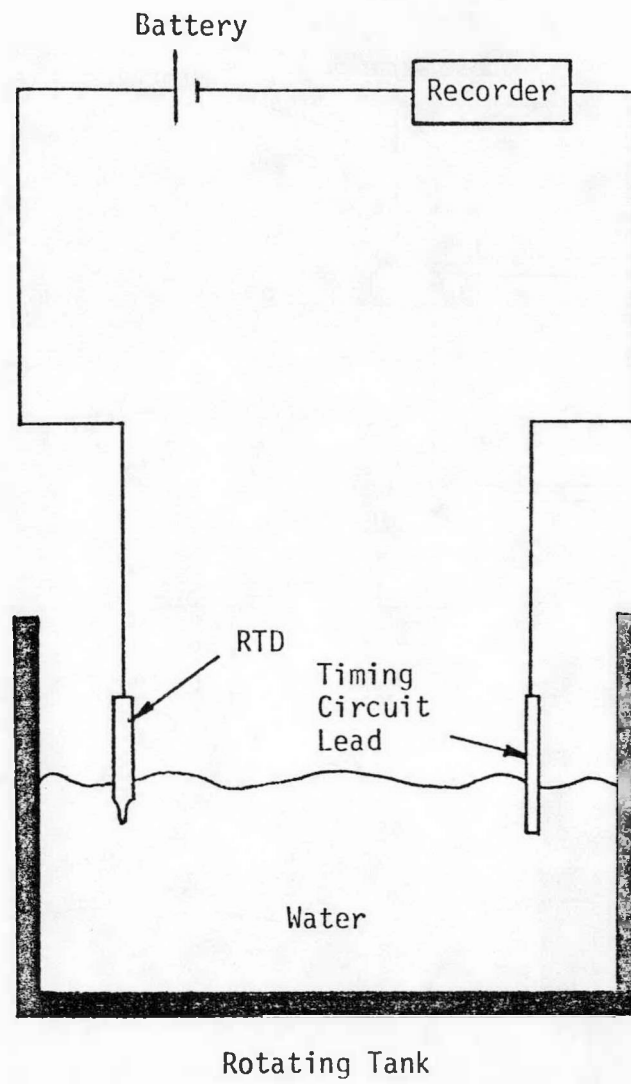 Battery
Recorder
RTD
Timing
Circuit
Lead
Water
Rotating Tank